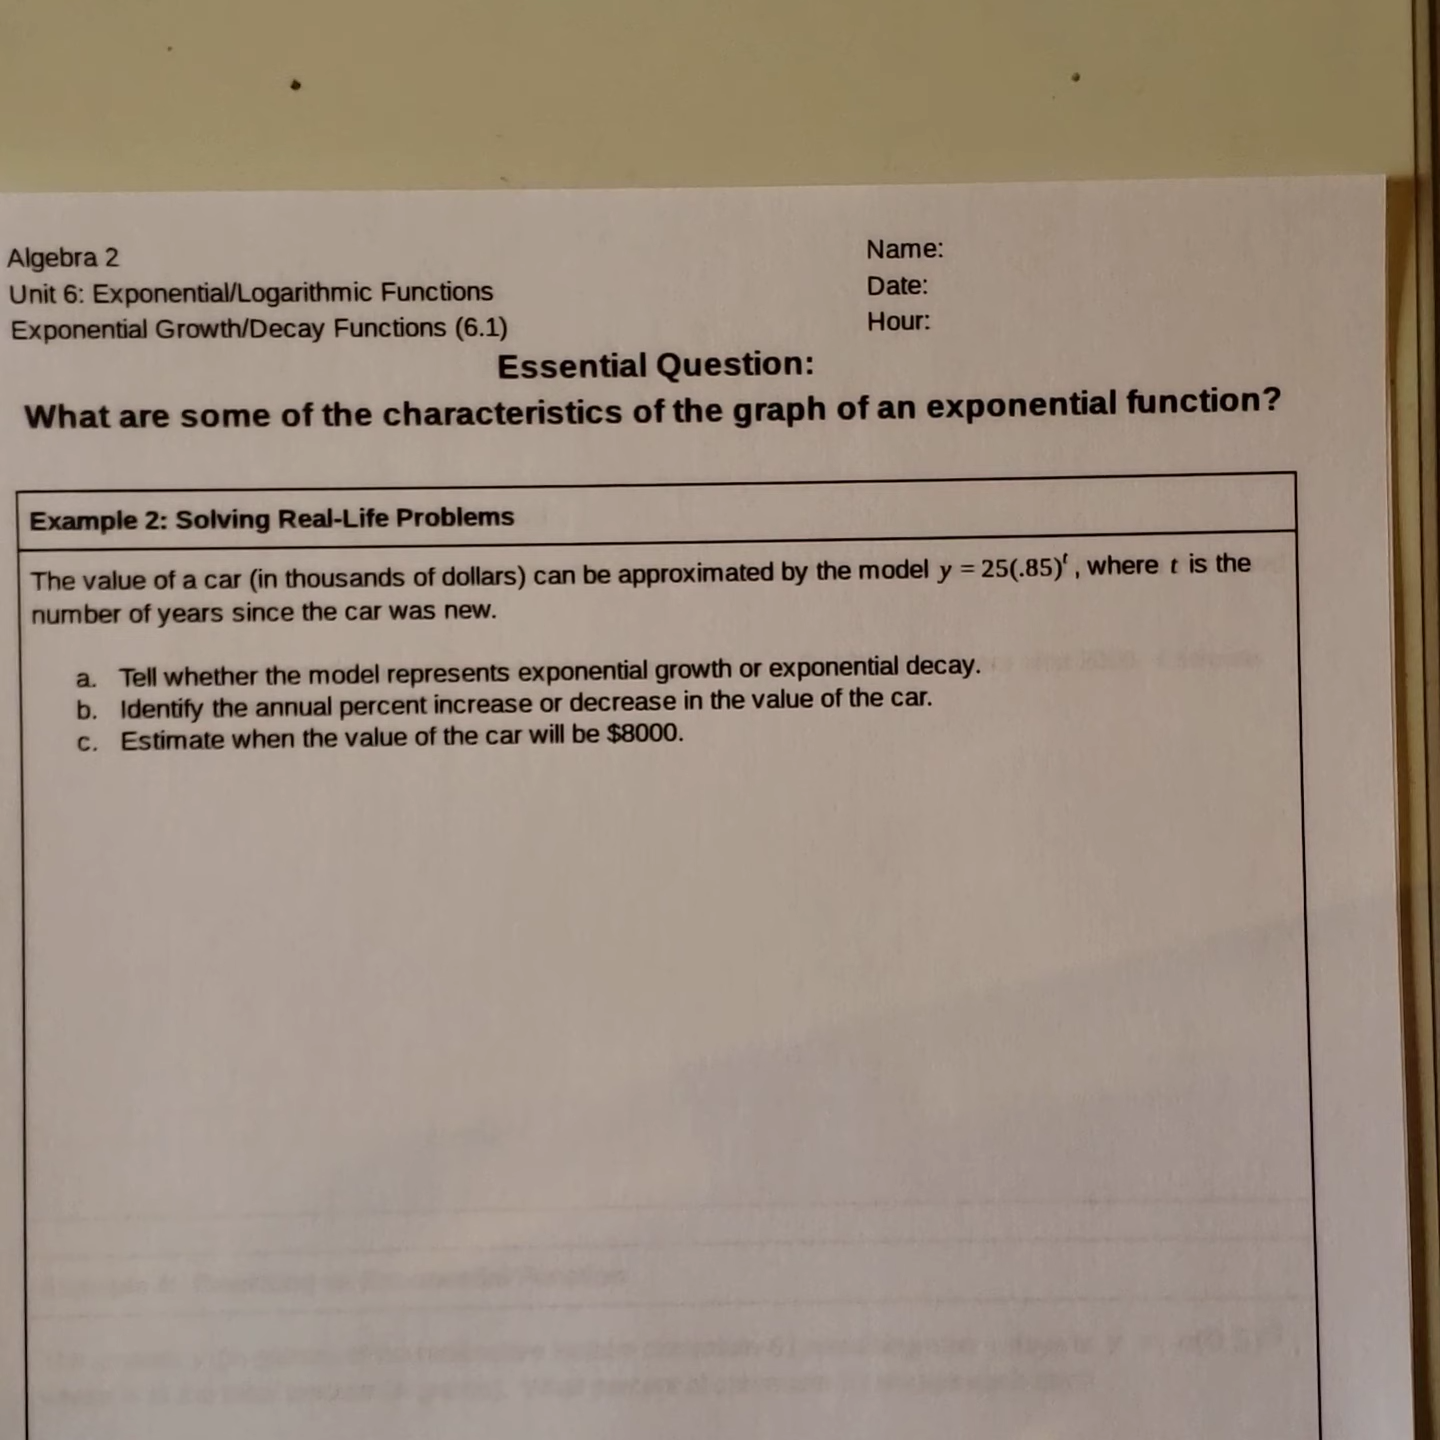 Algebra 2
Unit 6: Exponential/Logarithmic Functions
Exponential Growth/Decay Functions (6.1)
Name:
Date:
Hour:
Essential Question:
What are some of the characteristics of the graph of an exponential function?
Example 2: Solving Real-Life Problems
The value of a car (in thousands of dollars) can be approximated by the model y = 25(.85)ᵗ, where t is the
number of years since the car was new.
a. Tell whether the model represents exponential growth or exponential decay.
b. Identify the annual percent increase or decrease in the value of the car.
c. Estimate when the value of the car will be $8000.